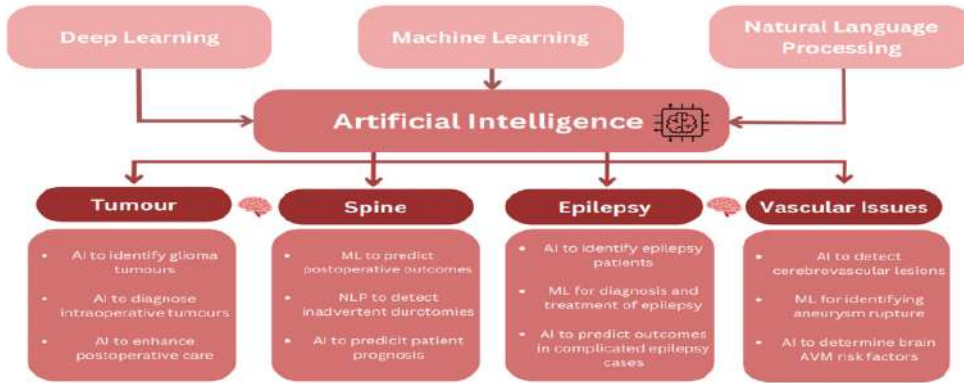 Deep Learning
Machine Learning
Natural Language
Processing
Artificial Intelligence
Tumour
Spine
Epilepsy
Vascular Issues
AI to identify glioma
tumours
AI to diagnose
intraoperative tumours
AI to enhance
postoperative care
ML to predict
postoperative outcomes
NLP to detect
inadvertent durotomies
AI to predicit patient
prognosis
AI to identify epilepsy
patients
ML for diagnosis and
treatment of epilepsy
AI to predict outcomes
in complicated epilepsy
cases
AI to detect
cerebrovascular lesions
ML for identifying
aneurysm rupture
AI to determine brain
AVM risk factors